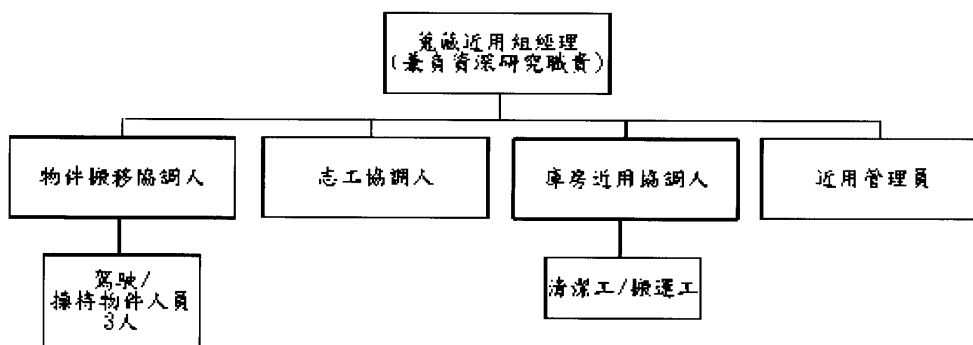 蒐藏近用組經理
(兼負資深研究職責)
物件搬移協調人
志工協調人
庫房近用協調人
近用管理員
駕駛/
操持物件人員
3人
清潔工/搬運工